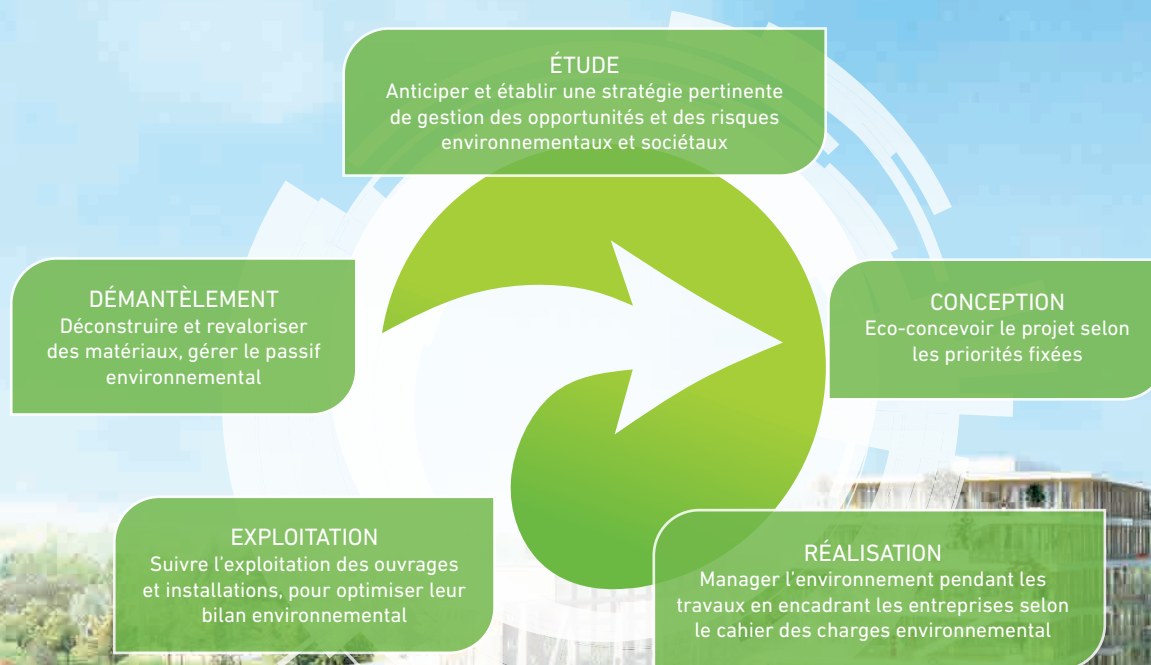 ÉTUDE
Anticiper et établir une stratégie pertinente
de gestion des opportunités et des risques
environnementaux et sociétaux
CONCEPTION
Eco-concevoir le projet selon
les priorités fixées
RÉALISATION
Manager l'environnement pendant les
travaux en encadrant les entreprises selon
le cahier des charges environnemental
EXPLOITATION
Suivre l'exploitation des ouvrages
et installations, pour optimiser leur
bilan environnemental
DÉMANTÈLEMENT
Déconstruire et revaloriser
des matériaux, gérer le passif
environnemental